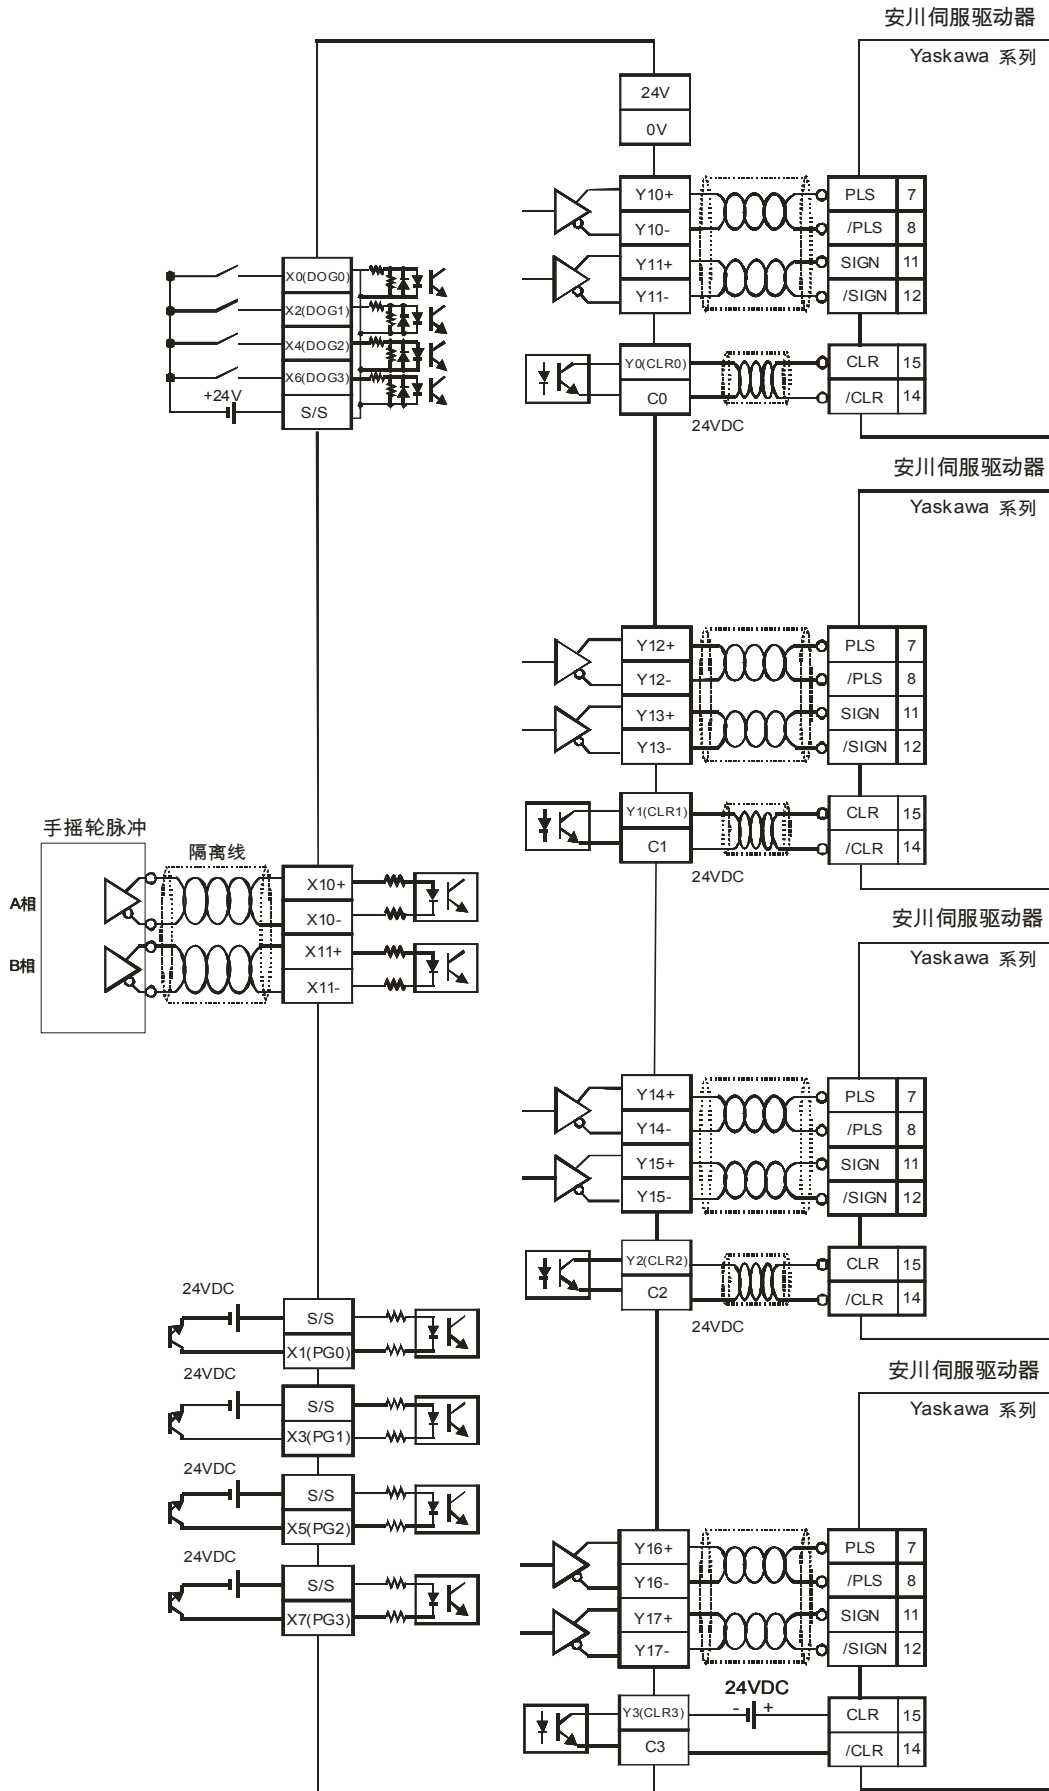 安川伺服驱动器
Yaskawa 系列
24V
0V
Y10+
PLS
7
Y10-
/PLS
8
Y11+
SIGN
11
Y11-
/SIGN
12
X0(DOG0)
X2(DOG1)
X4(DOG2)
X6(DOG3)
+24V
S/S
Y0(CLR0)
CLR
15
C0
/CLR
14
24VDC
安川伺服驱动器
Yaskawa 系列
Y12+
PLS
7
Y12-
/PLS
8
Y13+
SIGN
11
Y13-
/SIGN
12
Y1(CLR1)
CLR
15
C1
/CLR
14
24VDC
手摇轮脉冲
隔离线
A相
X10+
X10-
B相
X11+
X11-
安川伺服驱动器
Yaskawa 系列
Y14+
PLS
7
Y14-
/PLS
8
Y15+
SIGN
11
Y15-
/SIGN
12
Y2(CLR2)
CLR
15
C2
/CLR
14
24VDC
24VDC
S/S
X1(PG0)
24VDC
S/S
X3(PG1)
24VDC
S/S
X5(PG2)
24VDC
S/S
X7(PG3)
安川伺服驱动器
Yaskawa 系列
Y16+
PLS
7
Y16-
/PLS
8
Y17+
SIGN
11
Y17-
/SIGN
12
24VDC
- +
Y3(CLR3)
CLR
15
C3
/CLR
14